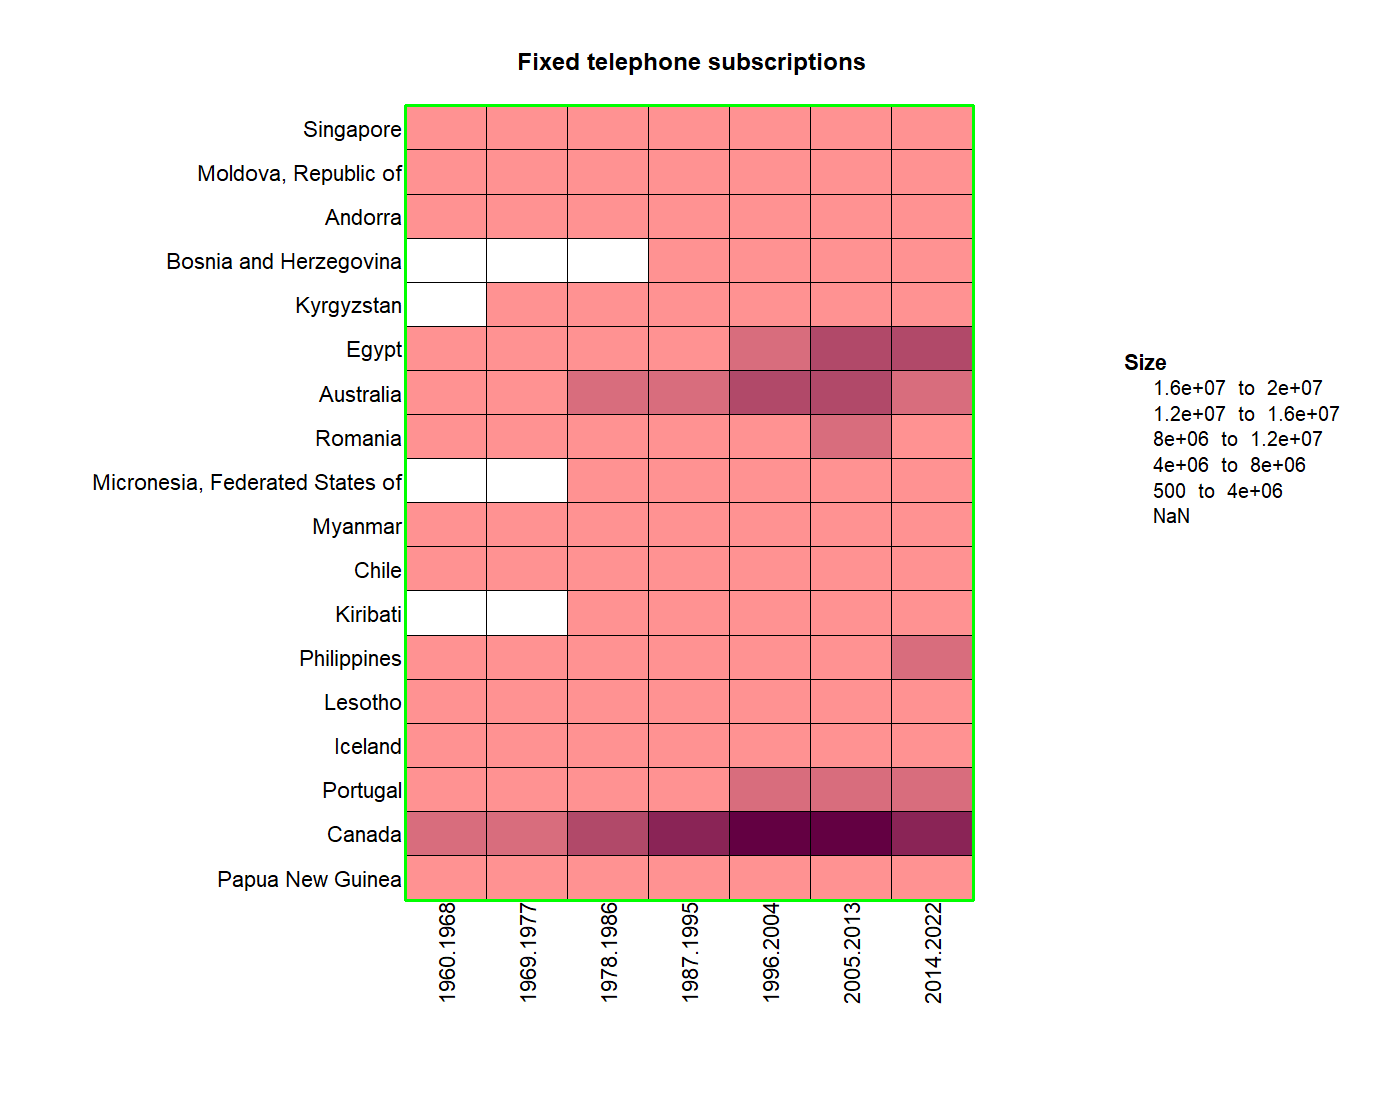 Fixed telephone subscriptions
Singapore
Moldova, Republic of
Andorra
Bosnia and Herzegovina
Kyrgyzstan
Egypt
Australia
Romania
Micronesia, Federated States of
Myanmar
Chile
Kiribati
Philippines
Lesotho
Iceland
Portugal
Canada
Papua New Guinea
1960.1968
1969.1977
1978.1986
1987.1995
1996.2004
2005.2013
2014.2022
Size
1.6e+07 to 2e+07
1.2e+07 to 1.6e+07
8e+06 to 1.2e+07
4e+06 to 8e+06
500 to 4e+06
NaN